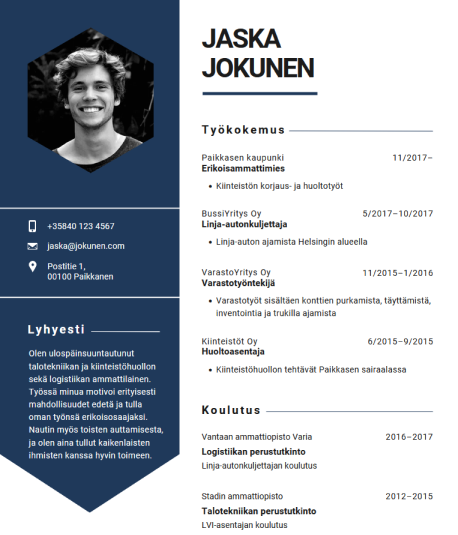 JASKA
JOKUNEN
+35840 123 4567
jaska@jokunen.com
Postitie 1,
00100 Paikkanen
Lyhyesti
Olen ulospäinsuuntautunut
talotekniikan ja kiinteistöhuollon
sekä logistiikan ammattilainen.
Työssä minua motivoi erityisesti
mahdollisuudet edetä ja tulla
oman työnsä erikoisosaajaksi.
Nautin myös toisten auttamisesta,
ja olen aina tullut kaikenlaisten
ihmisten kanssa hyvin toimeen.
Työkokemus
Paikkasen kaupunki 11/2017–
Erikoisammattimies
• Kiinteistön korjaus- ja huoltotyöt
BussiYritys Oy 5/2017–10/2017
Linja-autonkuljettaja
• Linja-auton ajamista Helsingin alueella
VarastoYritys Oy 11/2015–1/2016
Varastotyöntekijä
• Varastotyöt sisältäen konttien purkamista, täyttämistä,
inventointia ja trukilla ajamista
Kiinteistöt Oy 6/2015–9/2015
Huoltoasentaja
• Kiinteistöhuollon tehtävät Paikkasen sairaalassa
Koulutus
Vantaan ammattiopisto Varia 2016–2017
Logistiikan perustutkinto
Linja-autonkuljettajan koulutus
Stadin ammattiopisto 2012–2015
Talotekniikan perustutkinto
LVI-asentajan koulutus